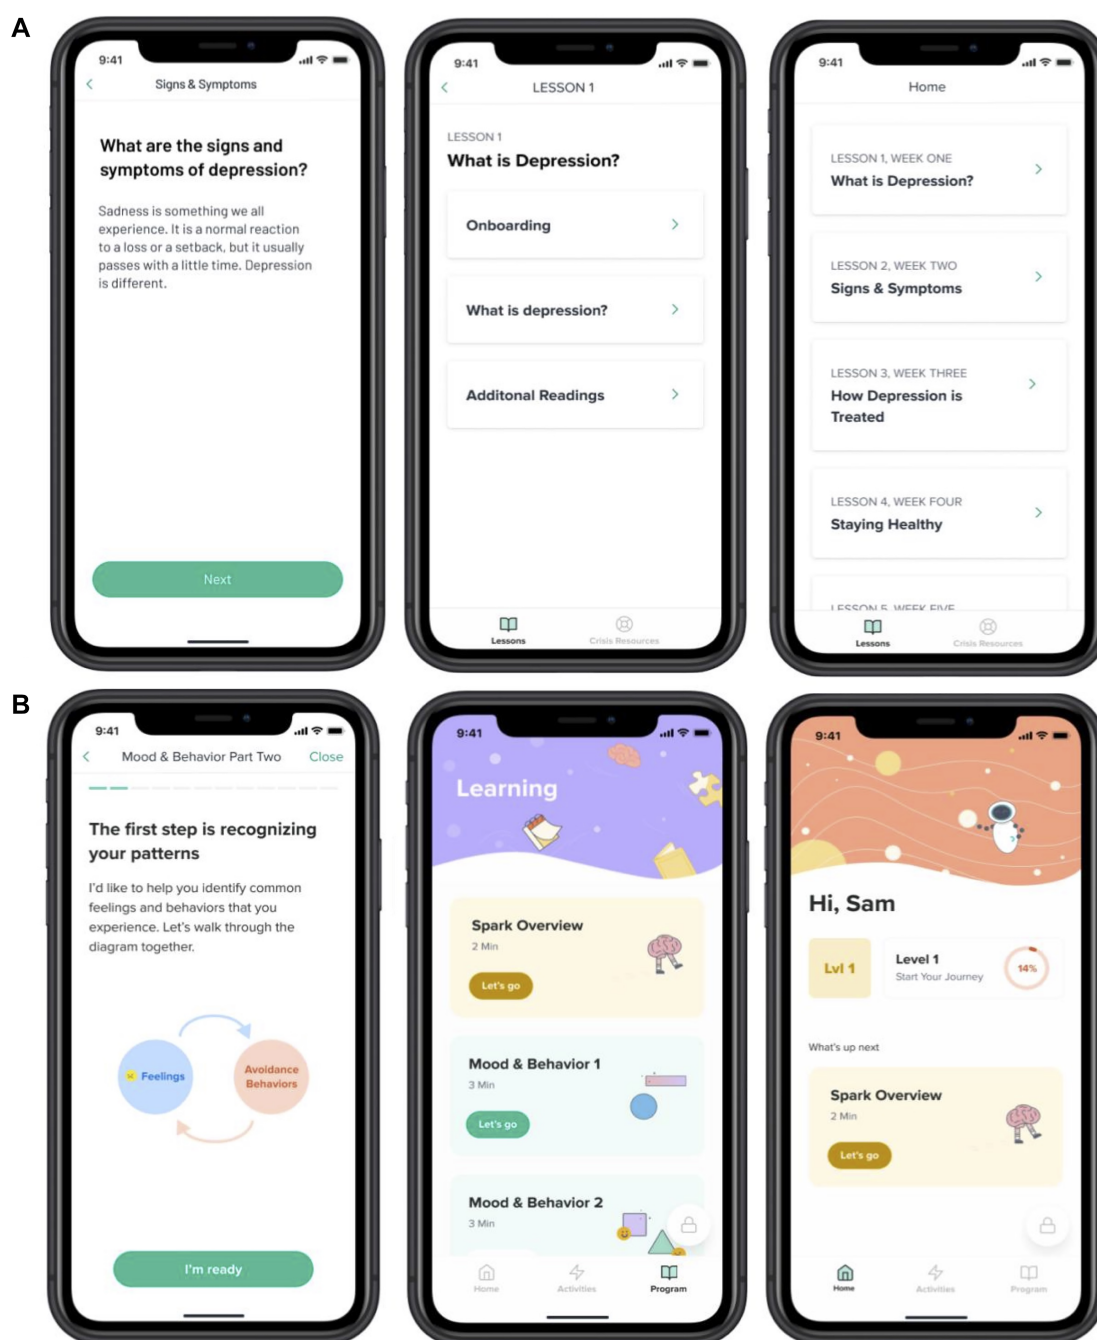 A
9:41
Signs & Symptoms
What are the signs and
symptoms of depression?
Sadness is something we all
experience. It is a normal reaction
to a loss or a setback, but it usually
passes with a little time. Depression
is different.
Next
9:41
LESSON 1
LESSON 1
What is Depression?
Onboarding
What is depression?
Additonal Readings
Lessons
Crisis Resources
9:41
Home
LESSON 1, WEEK ONE
What is Depression?
LESSON 2, WEEK TWO
Signs & Symptoms
LESSON 3, WEEK THREE
How Depression is
Treated
LESSON 4, WEEK FOUR
Staying Healthy
LESSON 5, WEEK FIVE
Lessons
Crisis Resources
B
9:41
Mood & Behavior Part Two
Close
The first step is recognizing
your patterns
I'd like to help you identify common
feelings and behaviors that you
experience. Let's walk through the
diagram together.
Feelings
Avoidance
Behaviors
I'm ready
9:41
Learning
Spark Overview
2 Min
Let's go
Mood & Behavior 1
3 Min
Let's go
Mood & Behavior 2
3 Min
Home
Activities
Program
9:41
Hi, Sam
Lvl 1
Level 1
Start Your Journey
14%
What's up next
Spark Overview
2 Min
Let's go
Home
Activities
Program